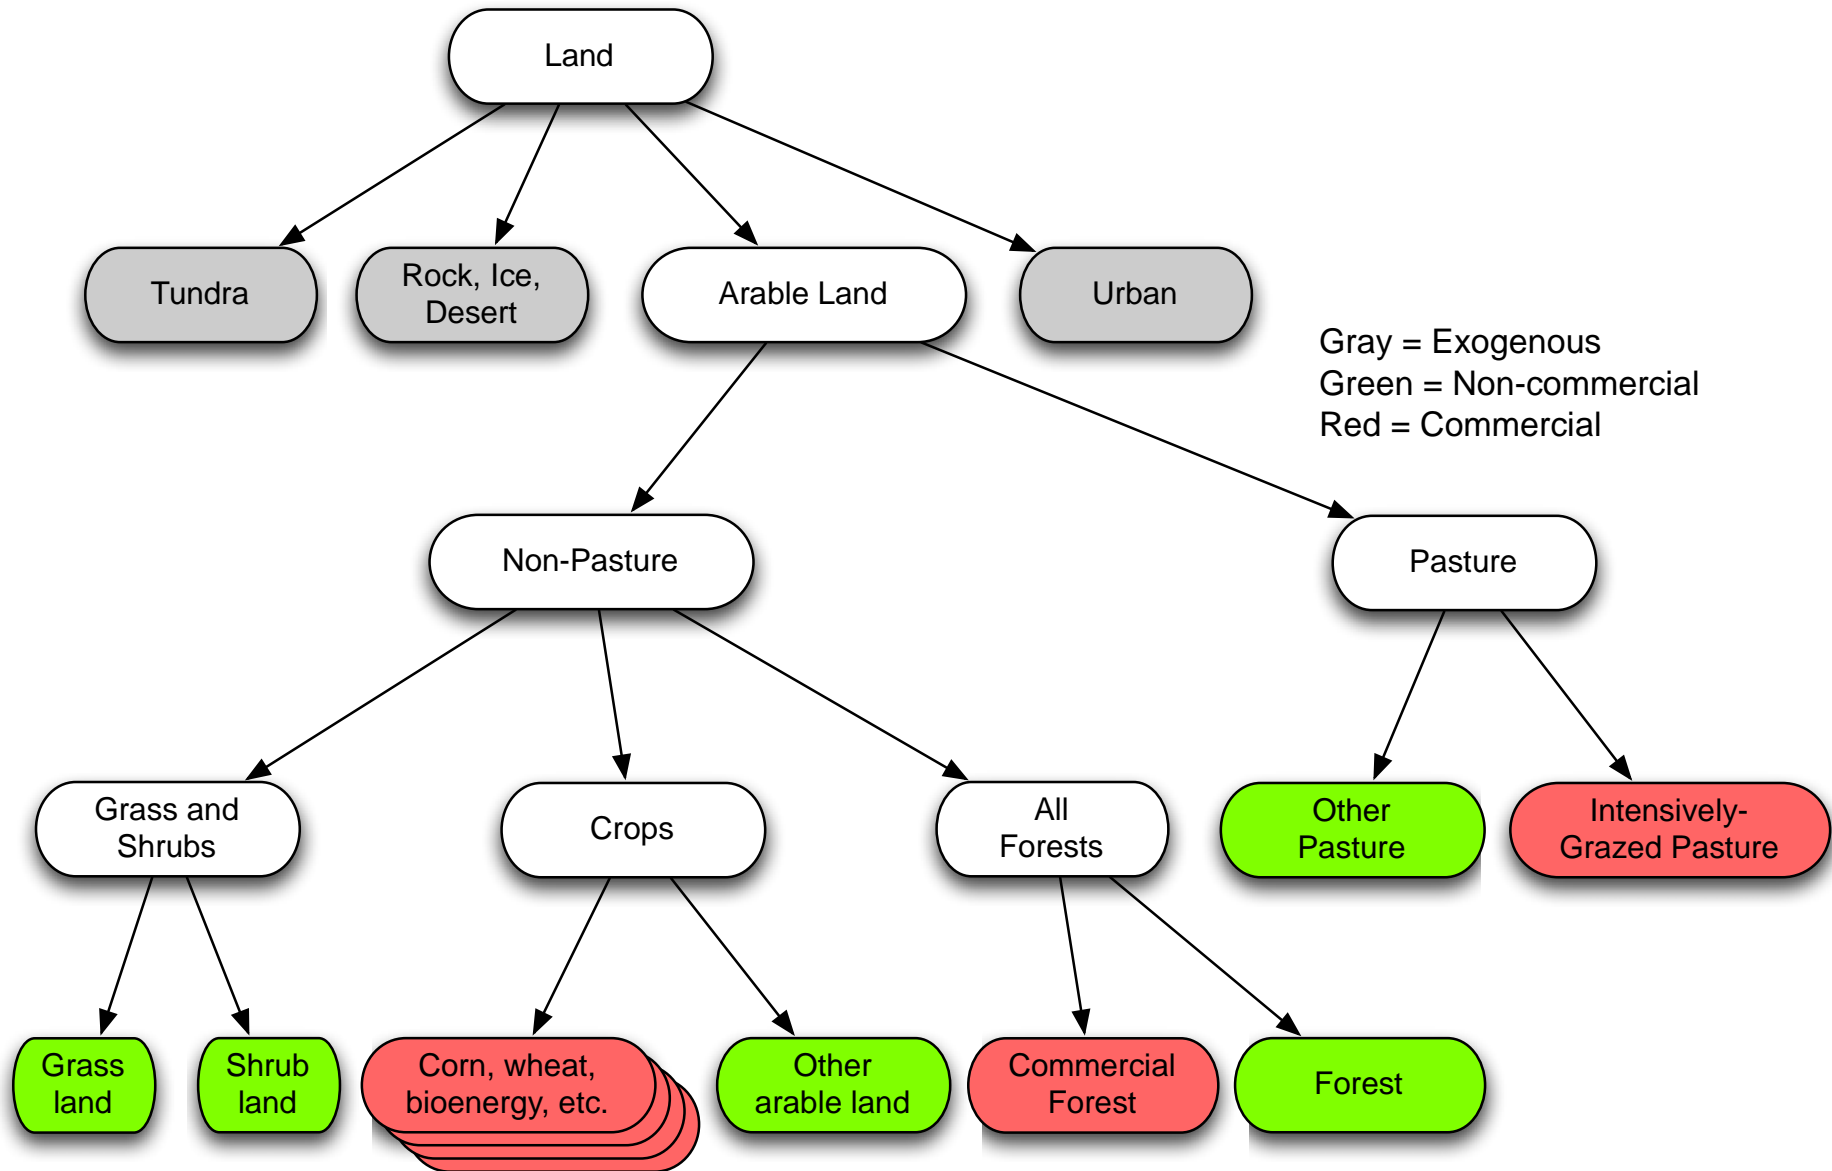 Land
Tundra
Rock, Ice,
Desert
Arable Land
Urban
Gray = Exogenous
Green = Non-commercial
Red = Commercial
Non-Pasture
Pasture
Grass and
Shrubs
Crops
All
Forests
Other
Pasture
Intensively-
Grazed Pasture
Grass
land
Shrub
land
Corn, wheat,
bioenergy, etc.
Other
arable land
Commercial
Forest
Forest